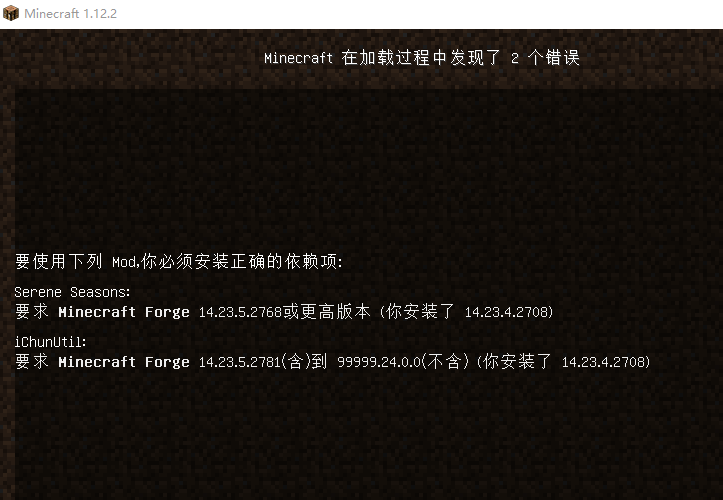 Minecraft 1.12.2
Minecraft 在加载过程中发现了 2 个错误
要使用下列 Mod,你必须安装正确的依赖项:
Serene Seasons:
要求 Minecraft Forge 14.23.5.2768或更高版本 (你安装了 14.23.4.2708)
iChunUtil:
要求 Minecraft Forge 14.23.5.2781(含)到 99999.24.0.0(不含) (你安装了 14.23.4.2708)